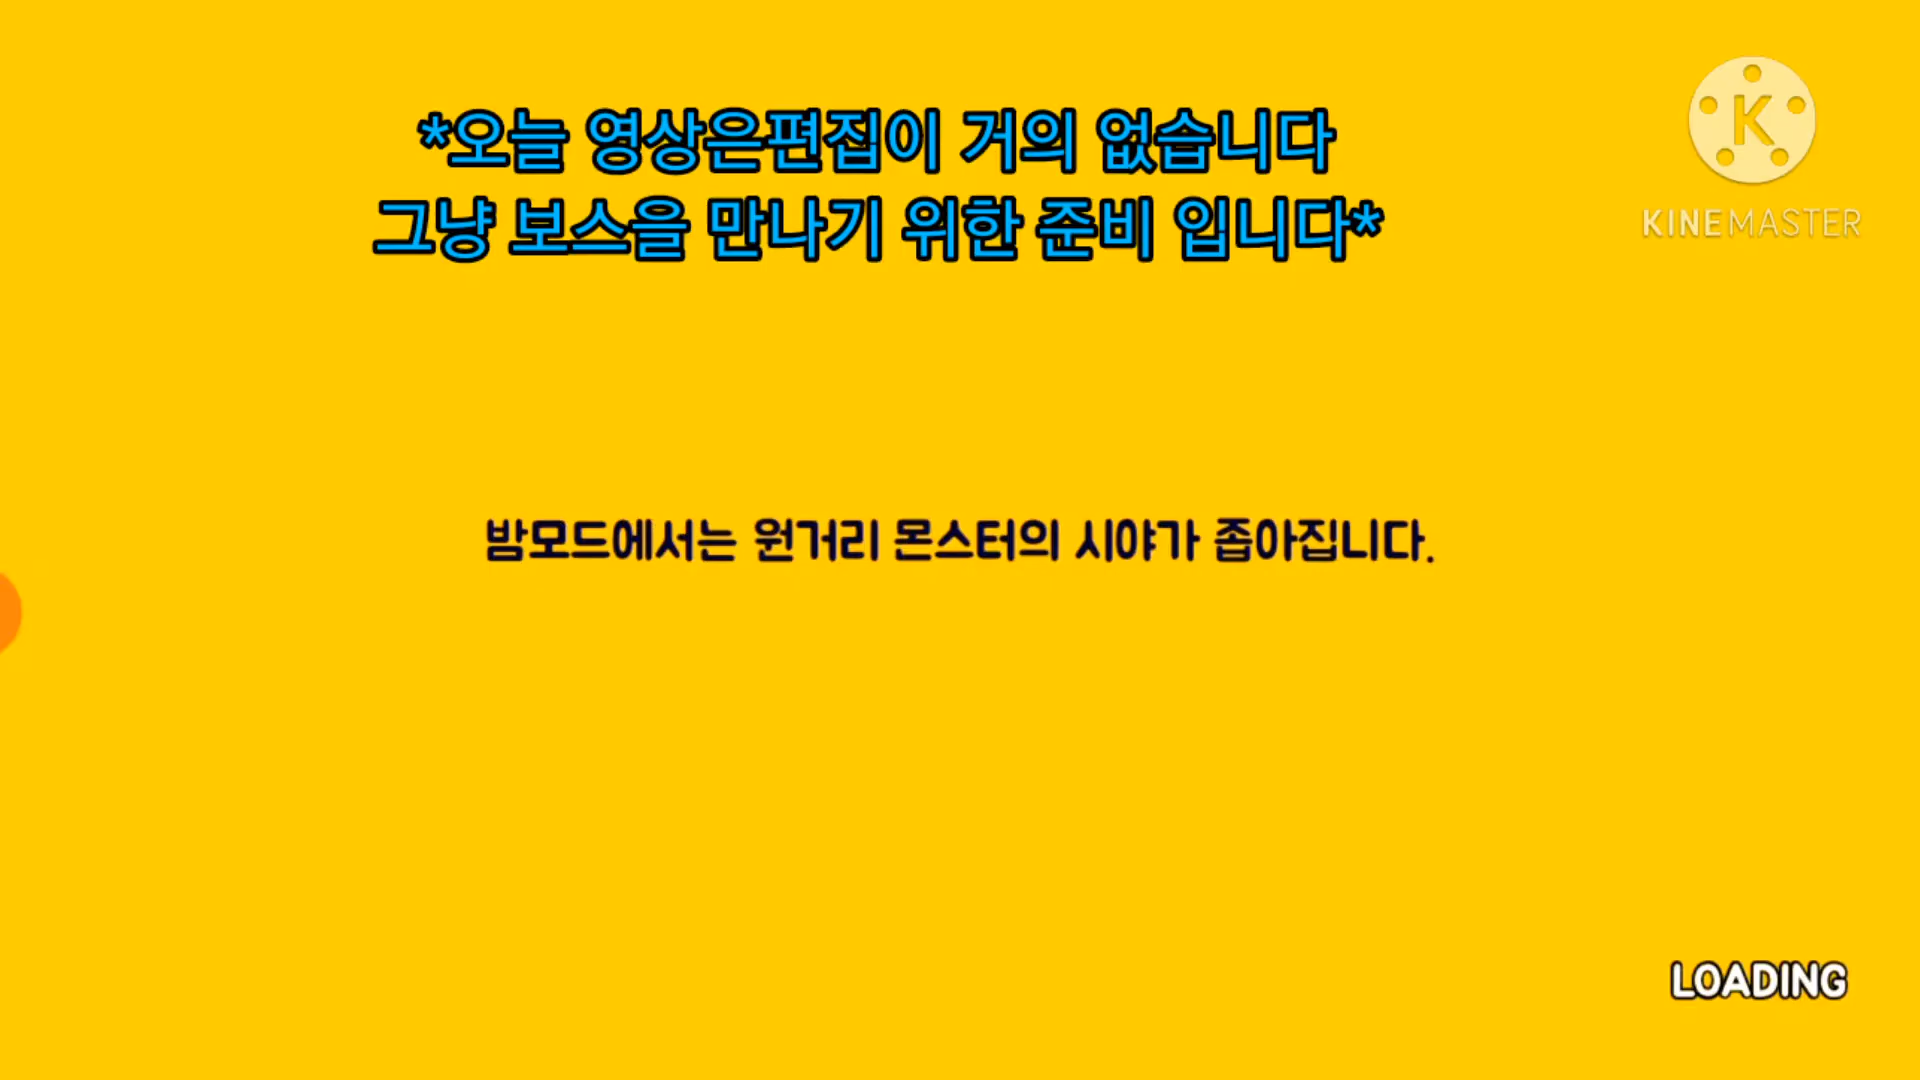 *오늘 영상은편집이 거의 없습니다
그냥 보스을 만나기 위한 준비 입니다*
K
KINEMASTER
밤모드에서는 원거리 몬스터의 시야가 좁아집니다.
LOADING